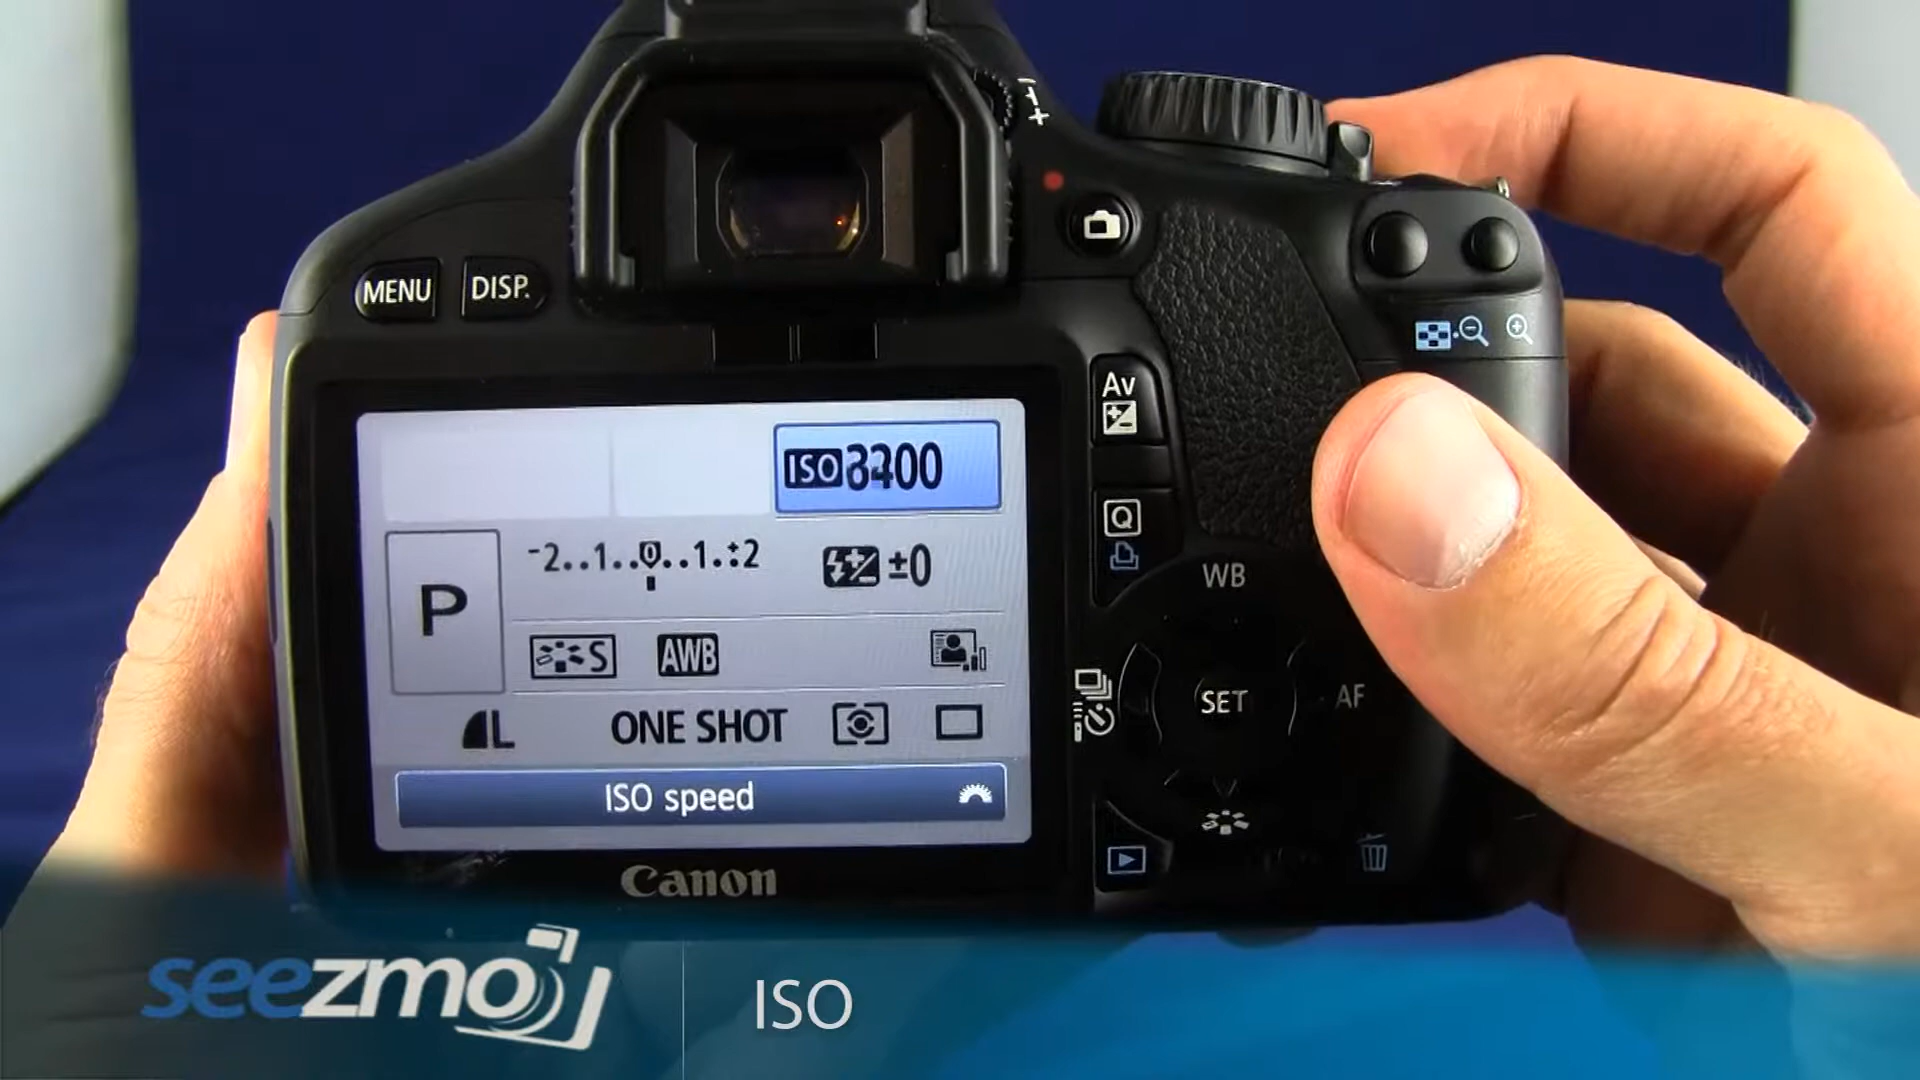 MENU
DISP.
Av
Q
WB
SET
AF
ISO
P
-2..1..0..1.:+2
±0
S
AWB
L
ONE SHOT
ISO speed
Canon
seezmo
ISO